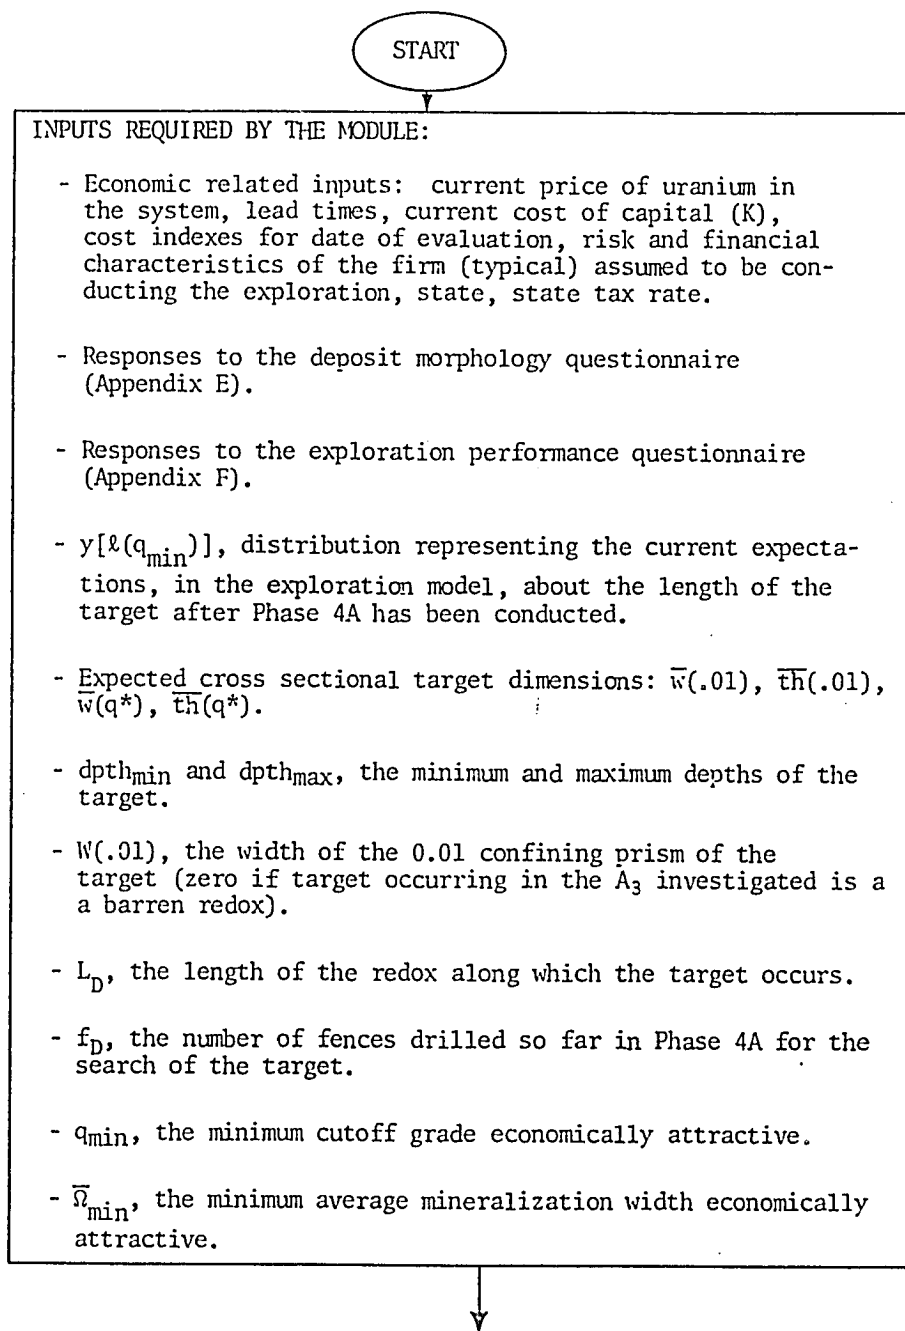 START
INPUTS REQUIRED BY THE MODULE:
- Economic related inputs: current price of uranium in
the system, lead times, current cost of capital (K),
cost indexes for date of evaluation, risk and financial
characteristics of the firm (typical) assumed to be con-
ducting the exploration, state, state tax rate.
- Responses to the deposit morphology questionnaire
(Appendix E).
- Responses to the exploration performance questionnaire
(Appendix F).
- y[ℓ(q_min)], distribution representing the current expecta-
tions, in the exploration model, about the length of the
target after Phase 4A has been conducted.
- Expected cross sectional target dimensions: w̅(.01), t̅h̅(.01),
w̅(q*), t̅h̅(q*).
- dpth_min and dpth_max, the minimum and maximum depths of the
target.
- W(.01), the width of the 0.01 confining prism of the
target (zero if target occurring in the A₃ investigated is a
a barren redox).
- L_D, the length of the redox along which the target occurs.
- f_D, the number of fences drilled so far in Phase 4A for the
search of the target.
- q_min, the minimum cutoff grade economically attractive.
- Ω̅_min, the minimum average mineralization width economically
attractive.